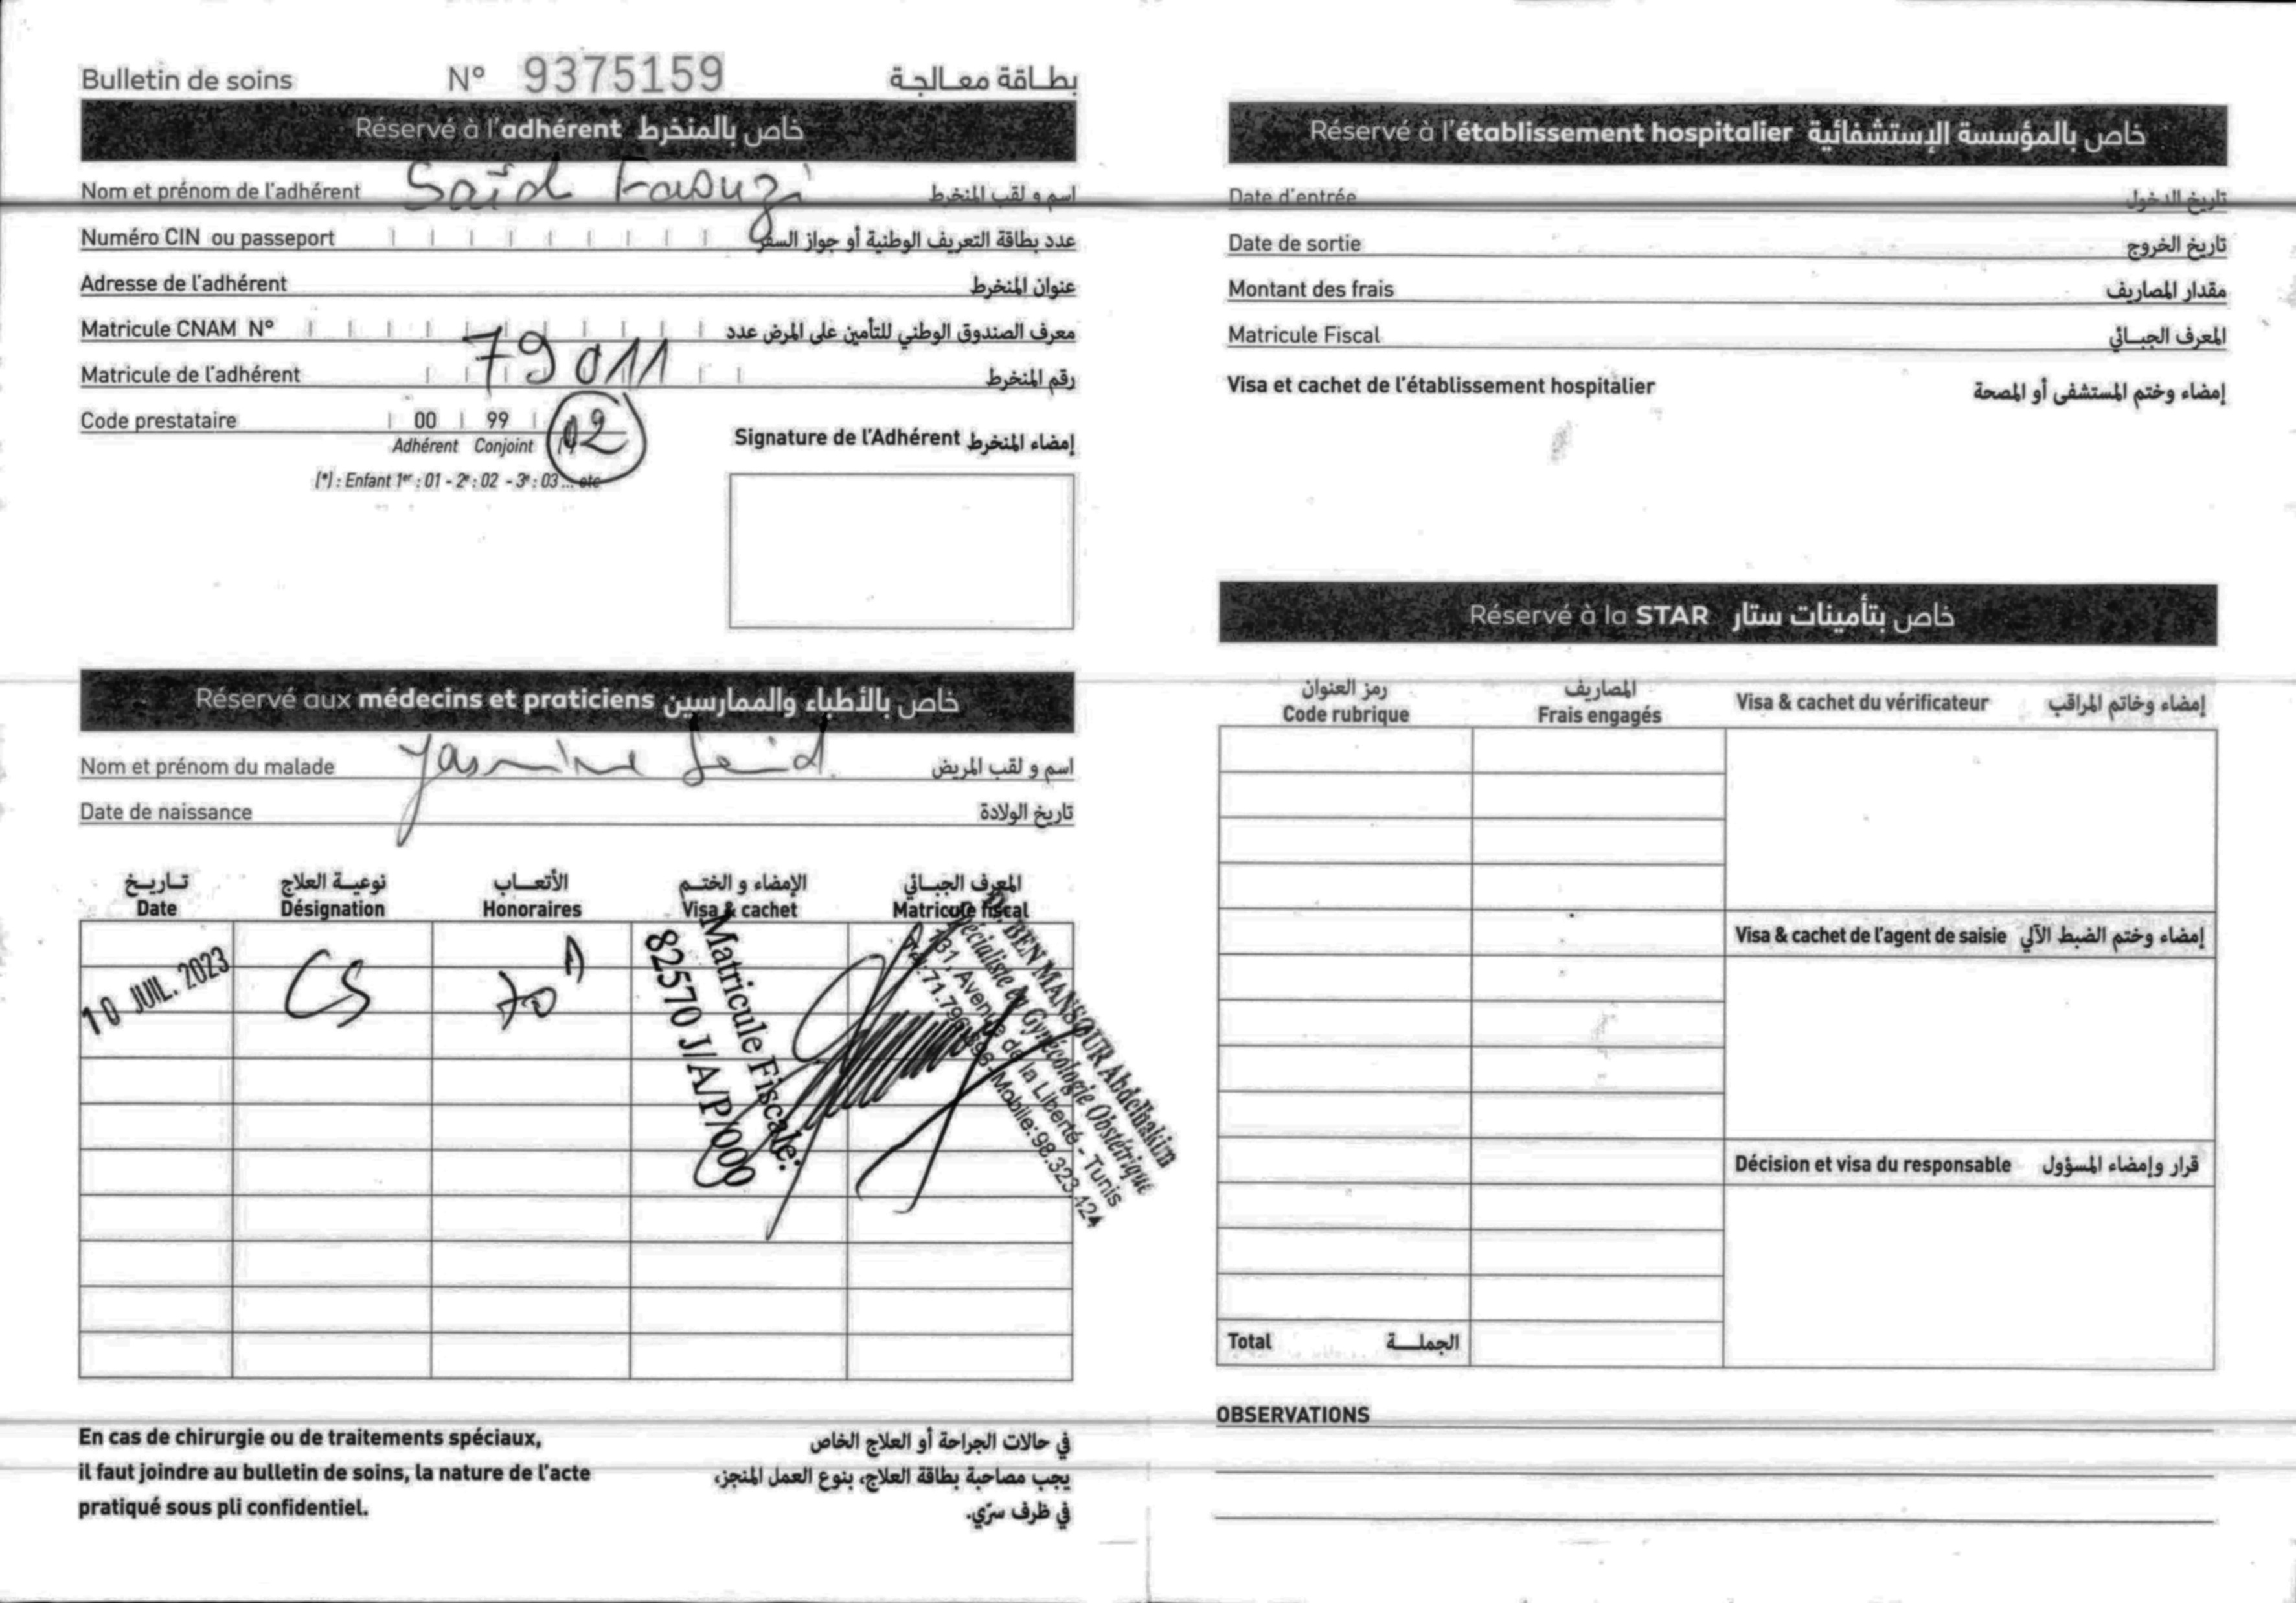 Bulletin de soins N° 9375159 بطاقة معالجة
Réservé à l'adhérent خاص بالمنخرط
Nom et prénom de l'adhérent Saïd Faouzi اسم و لقب المنخرط
Numéro CIN ou passeport عدد بطاقة التعريف الوطنية أو جواز السفر
Adresse de l'adhérent عنوان المنخرط
Matricule CNAM N° معرف الصندوق الوطني للتأمين على المرض عدد
Matricule de l'adhérent 79011 رقم المنخرط
Code prestataire 00 99 02
Adhérent Conjoint
(*) : Enfant 1er : 01 - 2e : 02 - 3e : 03 ... etc
Signature de l'Adhérent إمضاء المنخرط
Réservé aux médecins et praticiens خاص بالأطباء والممارسين
Nom et prénom du malade Yasmine Said اسم و لقب المريض
Date de naissance تاريخ الولادة
تاريخ نوعية العلاج الأتعاب الإمضاء و الختم المعرف الجبائي
Date Désignation Honoraires Visa & cachet Matricule fiscal
10 JUIL. 2023 CS 70
Matricule Fiscale:
82570 J/A/P/000
Dr. BEN MANSOUR Abdelhakim
Spécialiste en Gynécologie Obstétrique
131, Avenue de la Liberté - Tunis
Mobile: 98.323.424
En cas de chirurgie ou de traitements spéciaux,
il faut joindre au bulletin de soins, la nature de l'acte
pratiqué sous pli confidentiel.
في حالات الجراحة أو العلاج الخاص
يجب مصاحبة بطاقة العلاج، بنوع العمل المنجز،
في ظرف سرّي.
Réservé à l'établissement hospitalier خاص بالمؤسسة الإستشفائية
Date d'entrée تاريخ الدخول
Date de sortie تاريخ الخروج
Montant des frais مقدار المصاريف
Matricule Fiscal المعرف الجبائي
Visa et cachet de l'établissement hospitalier إمضاء وختم المستشفى أو المصحة
Réservé à la STAR خاص بتأمينات ستار
رمز العنوان المصاريف
Code rubrique Frais engagés Visa & cachet du vérificateur إمضاء وخاتم المراقب
Visa & cachet de l'agent de saisie إمضاء وختم الضبط الآلي
Décision et visa du responsable قرار وإمضاء المسؤول
Total الجملة
OBSERVATIONS